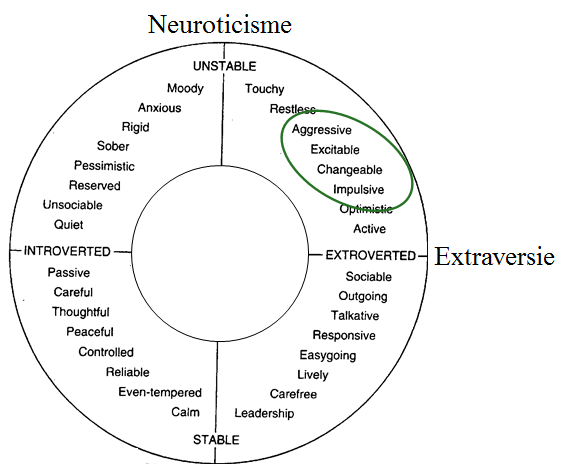 Neuroticisme
UNSTABLE
Moody
Touchy
Anxious
Restless
Rigid
Aggressive
Sober
Excitable
Pessimistic
Changeable
Reserved
Impulsive
Unsociable
Optimistic
Quiet
Active
INTROVERTED
EXTROVERTED
Extraversie
Passive
Sociable
Careful
Outgoing
Thoughtful
Talkative
Peaceful
Responsive
Controlled
Easygoing
Reliable
Lively
Even-tempered
Carefree
Calm
Leadership
STABLE